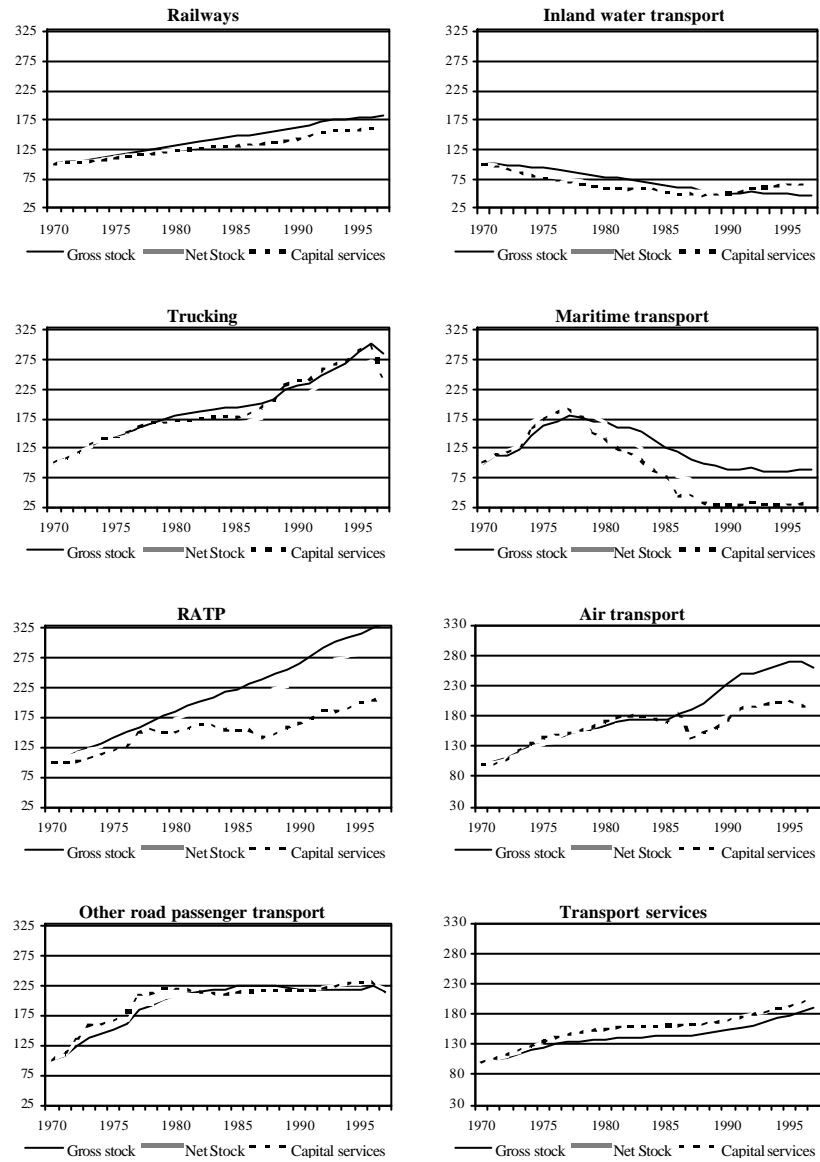 Railways
325
275
225
175
125
75
25
1970 1975 1980 1985 1990 1995
Gross stock Net Stock Capital services
Inland water transport
325
275
225
175
125
75
25
1970 1975 1980 1985 1990 1995
Gross stock Net Stock Capital services
Trucking
325
275
225
175
125
75
25
1970 1975 1980 1985 1990 1995
Gross stock Net Stock Capital services
Maritime transport
325
275
225
175
125
75
25
1970 1975 1980 1985 1990 1995
Gross stock Net Stock Capital services
RATP
325
275
225
175
125
75
25
1970 1975 1980 1985 1990 1995
Gross stock Net Stock Capital services
Air transport
330
280
230
180
130
80
30
1970 1975 1980 1985 1990 1995
Gross stock Net Stock Capital services
Other road passenger transport
325
275
225
175
125
75
25
1970 1975 1980 1985 1990 1995
Gross stock Net Stock Capital services
Transport services
330
280
230
180
130
80
30
1970 1975 1980 1985 1990 1995
Gross stock Net Stock Capital services